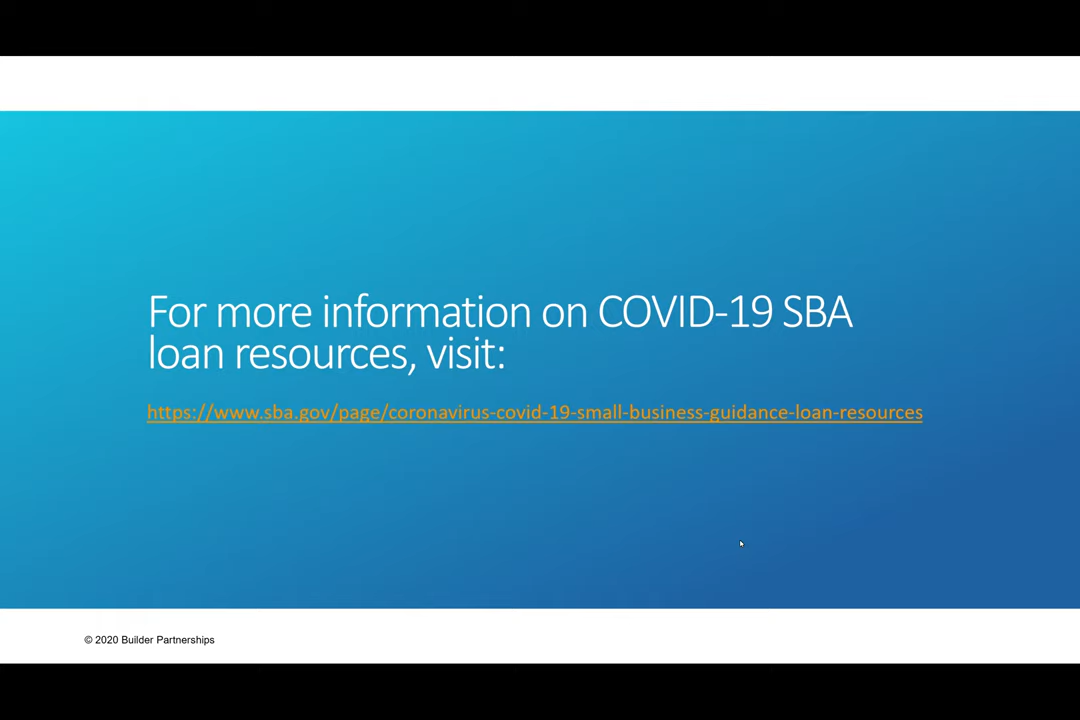 For more information on COVID-19 SBA
loan resources, visit:
https://www.sba.gov/page/coronavirus-covid-19-small-business-guidance-loan-resources
© 2020 Builder Partnerships